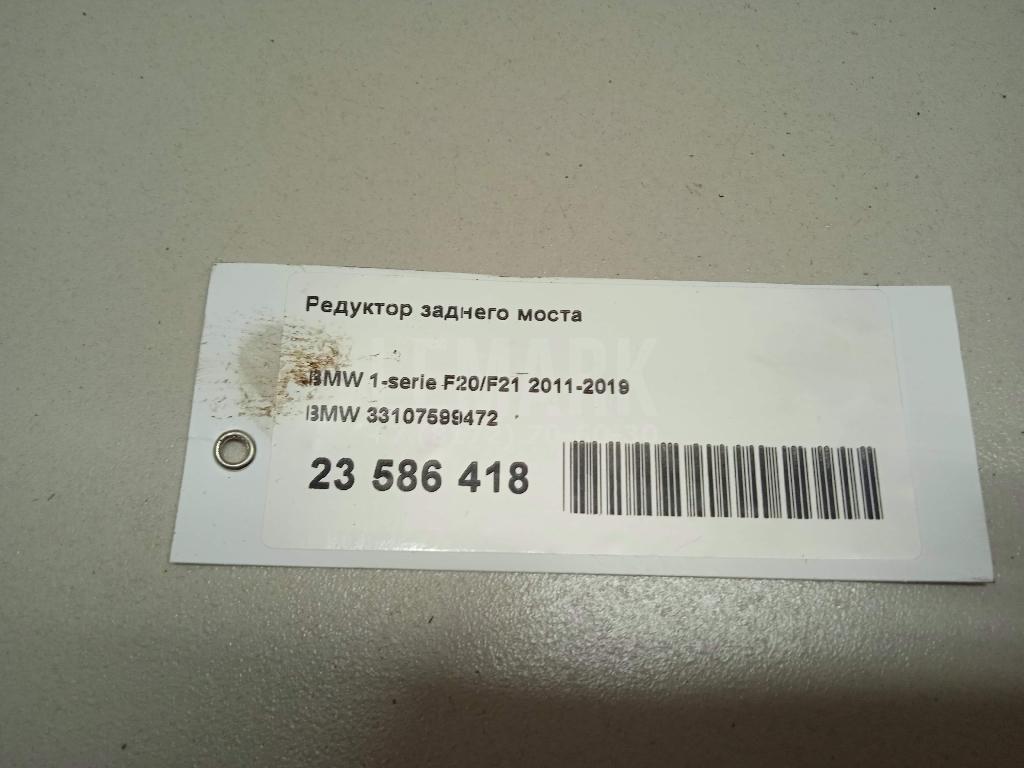 Редуктор заднего моста
BMW 1-serie F20/F21 2011-2019
BMW 33107599472
23 586 418